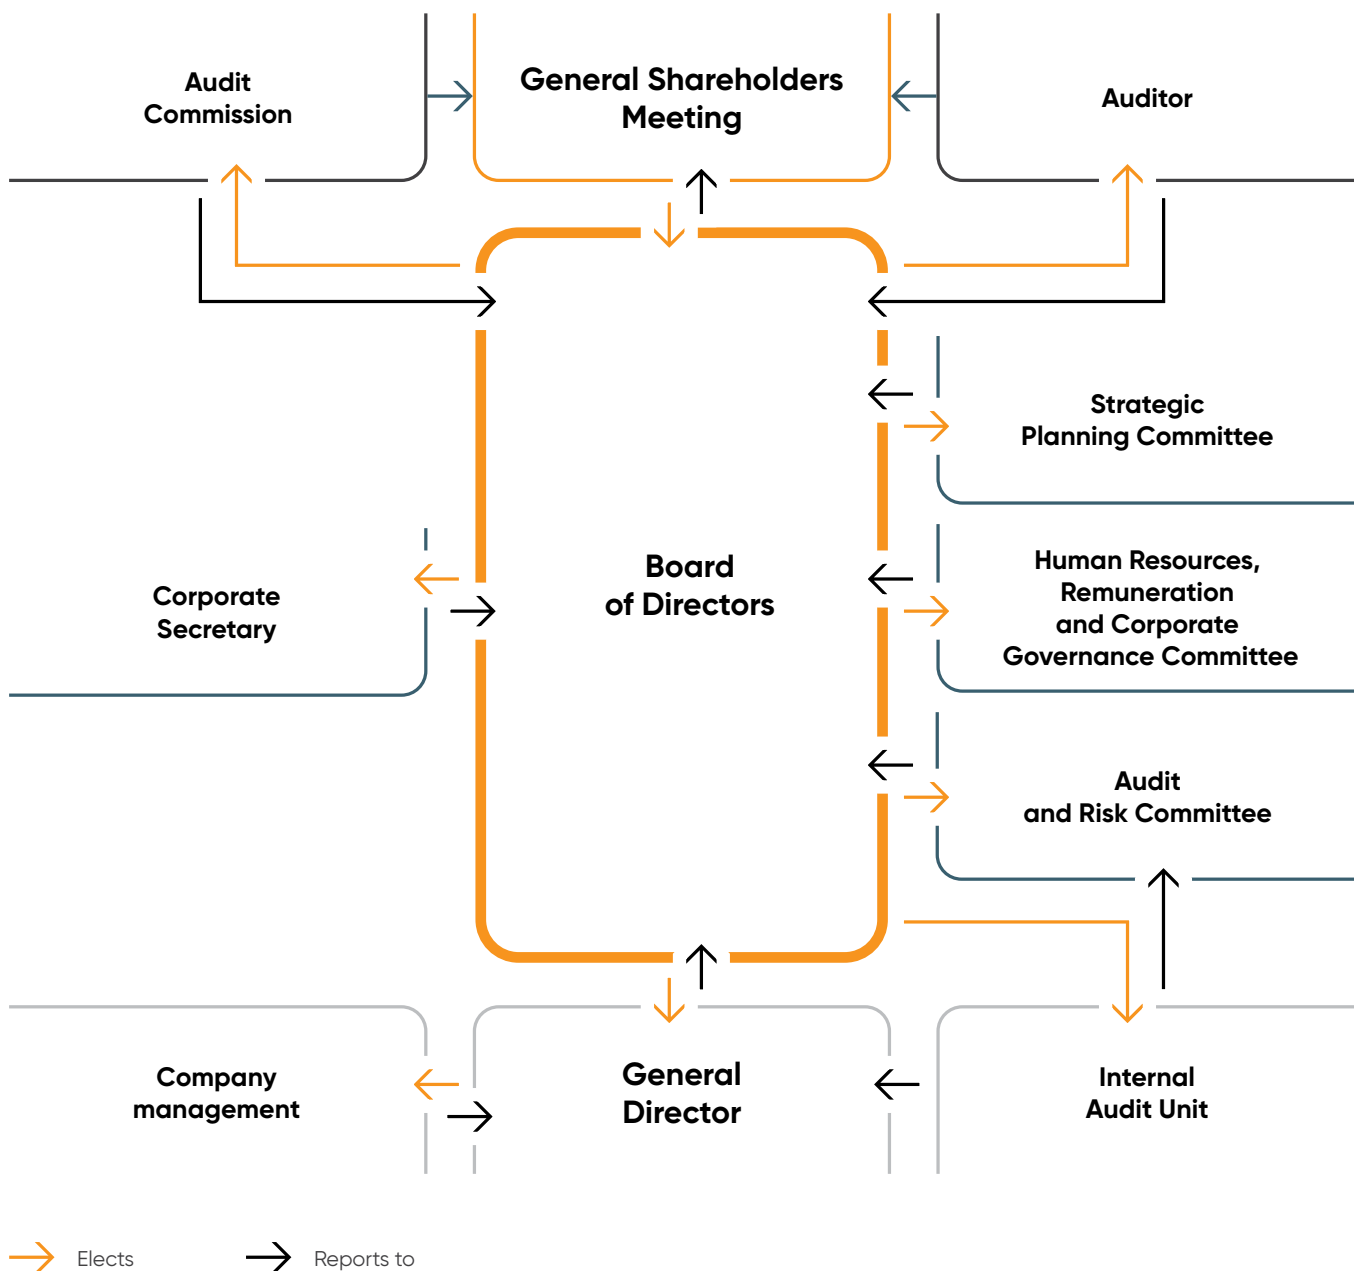 Audit
Commission
General Shareholders
Meeting
Auditor
Strategic
Planning Committee
Board
of Directors
Human Resources,
Remuneration
and Corporate
Governance Committee
Corporate
Secretary
Audit
and Risk Committee
Company
management
General
Director
Internal
Audit Unit
Elects
Reports to